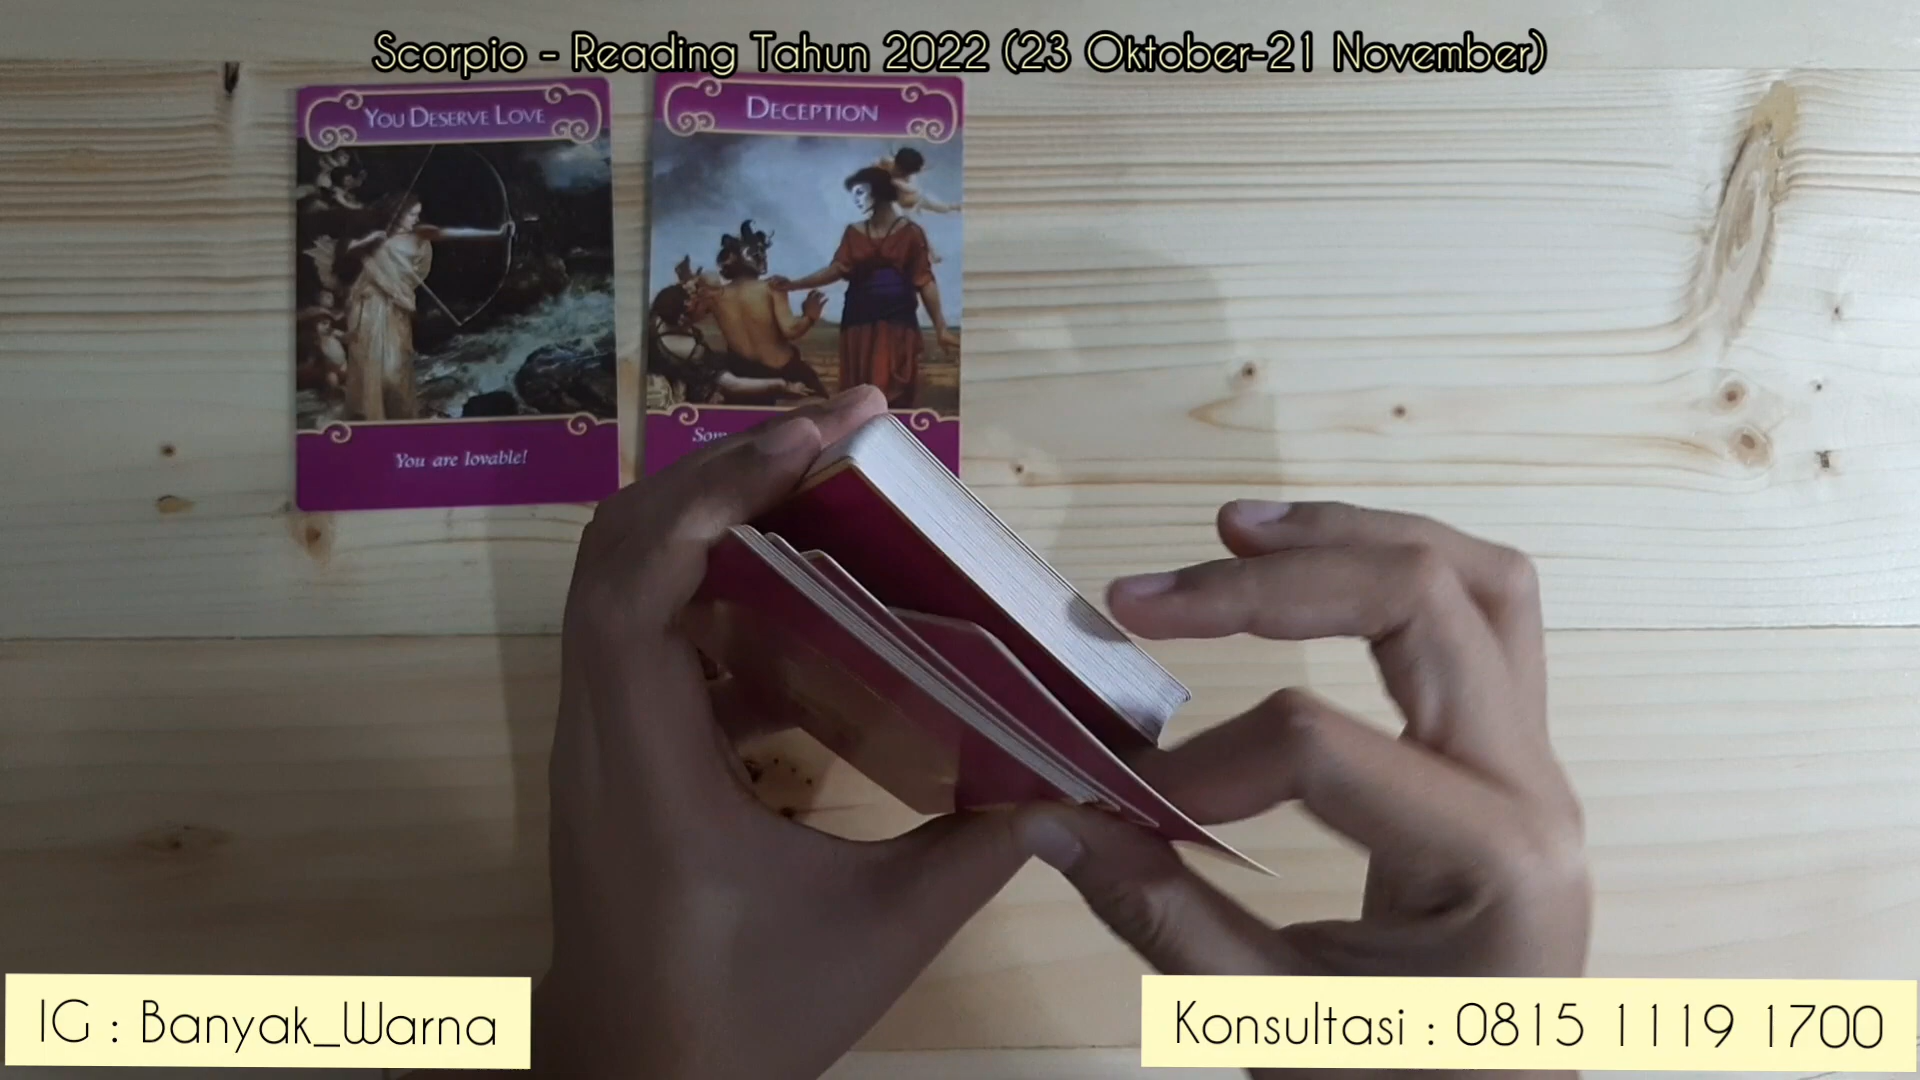 Scorpio - Reading Tahun 2022 (23 Oktober-21 November)
YOU DESERVE LOVE
DECEPTION
You are lovable!
IG : Banyak_Warna
Konsultasi : 0815 1119 1700